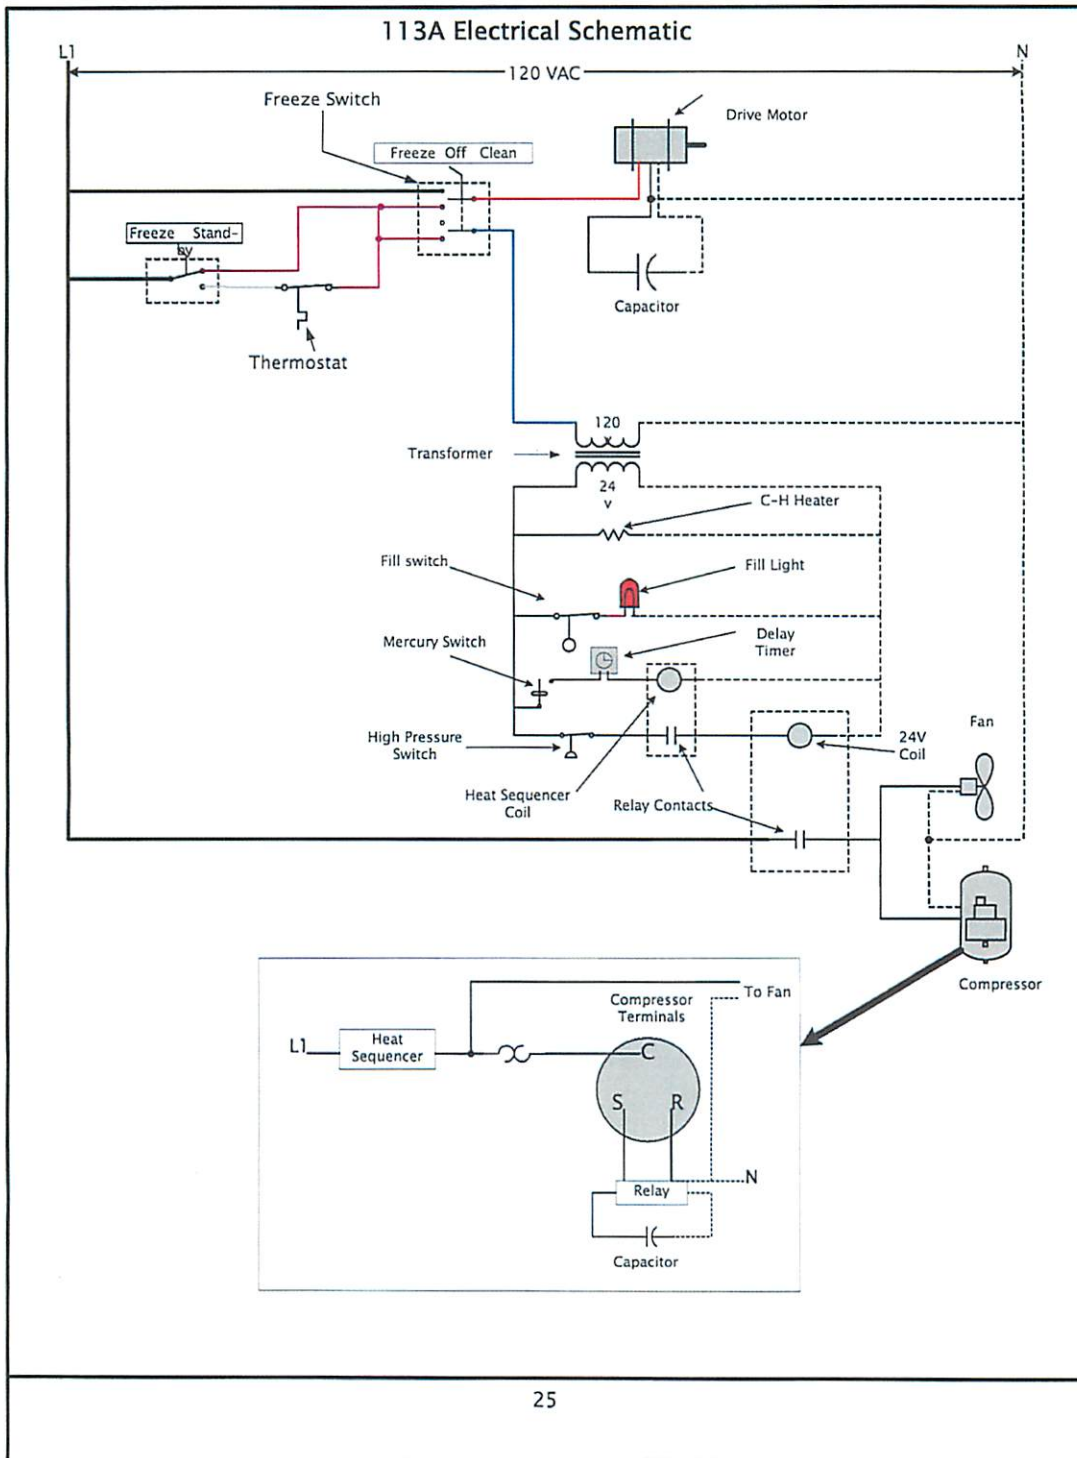 113A Electrical Schematic
L1
N
120 VAC
Freeze Switch
Drive Motor
Freeze Off Clean
Freeze Stand-
by
Capacitor
Thermostat
120
v
Transformer
24
v
C-H Heater
Fill switch
Fill Light
Mercury Switch
Delay
Timer
High Pressure
Switch
24V
Coil
Fan
Heat Sequencer
Coil
Relay Contacts
Compressor
To Fan
Compressor
Terminals
L1
Heat
Sequencer
C
S
R
N
Relay
Capacitor
25